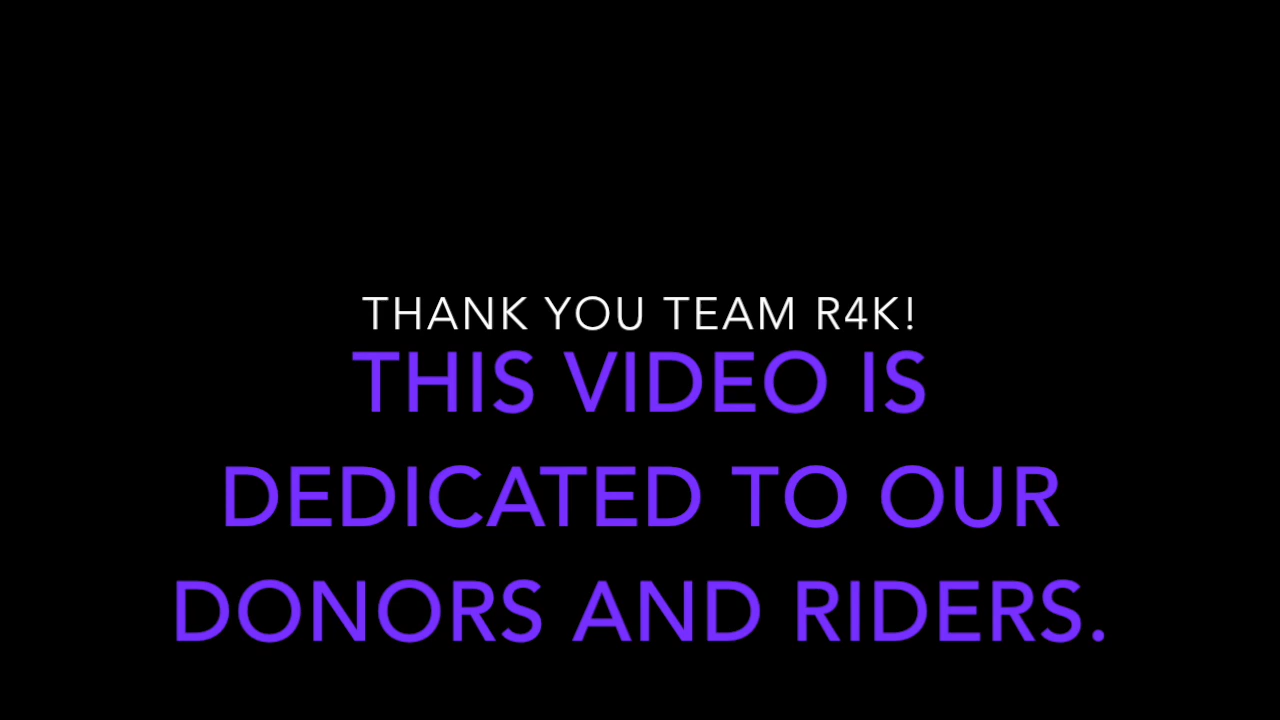 THANK YOU TEAM R4K!
THIS VIDEO IS
DEDICATED TO OUR
DONORS AND RIDERS.